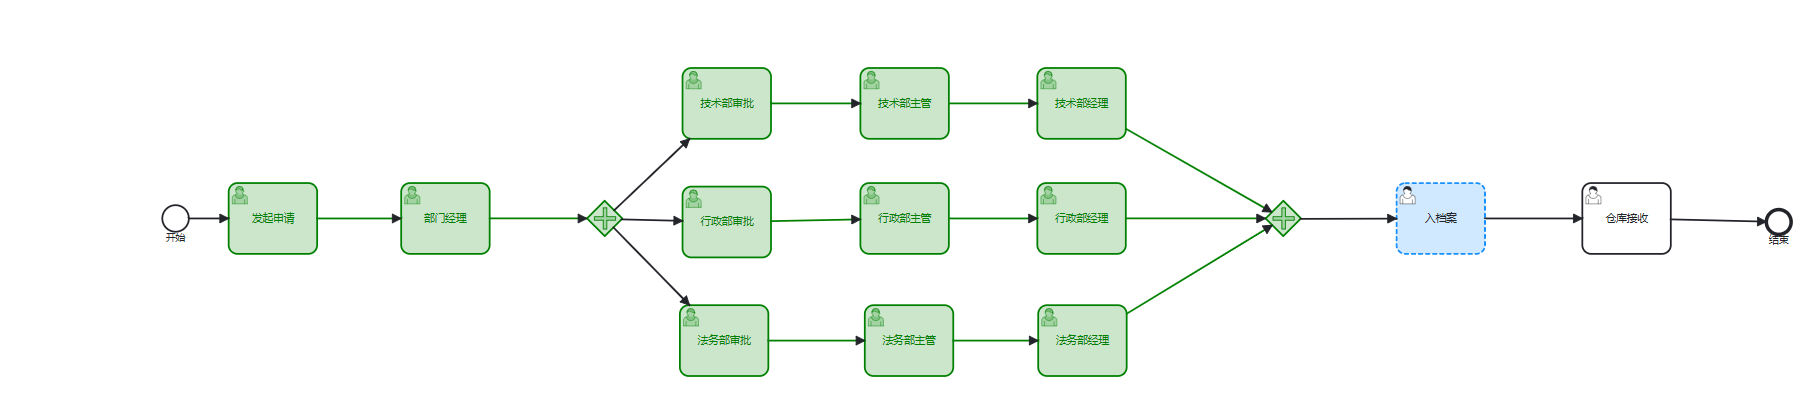 开始
发起申请
部门经理
技术部审批
技术部主管
技术部经理
行政部审批
行政部主管
行政部经理
法务部审批
法务部主管
法务部经理
入档案
仓库接收
结束